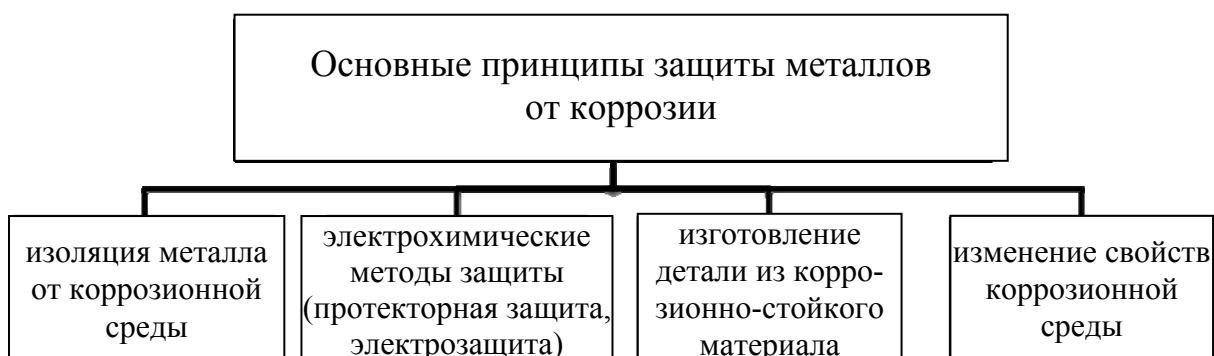 Основные принципы защиты металлов
от коррозии
изоляция металла
от коррозионной
среды
электрохимические
методы защиты
(протекторная защита,
электрозащита)
изготовление
детали из корро-
зионно-стойкого
материала
изменение свойств
коррозионной
среды